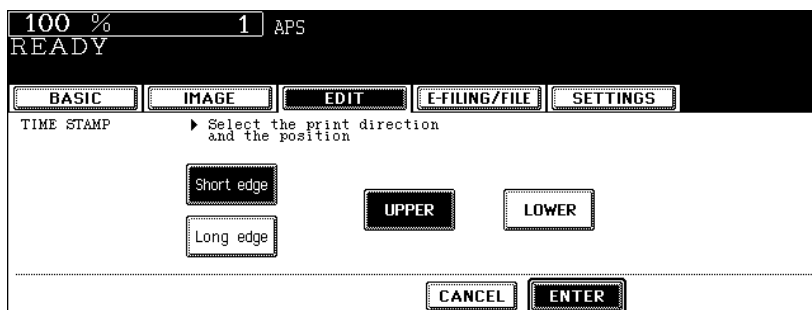 100 % 1 APS
READY
BASIC IMAGE EDIT E-FILING/FILE SETTINGS
TIME STAMP Select the print direction
and the position
Short edge
UPPER LOWER
Long edge
CANCEL ENTER